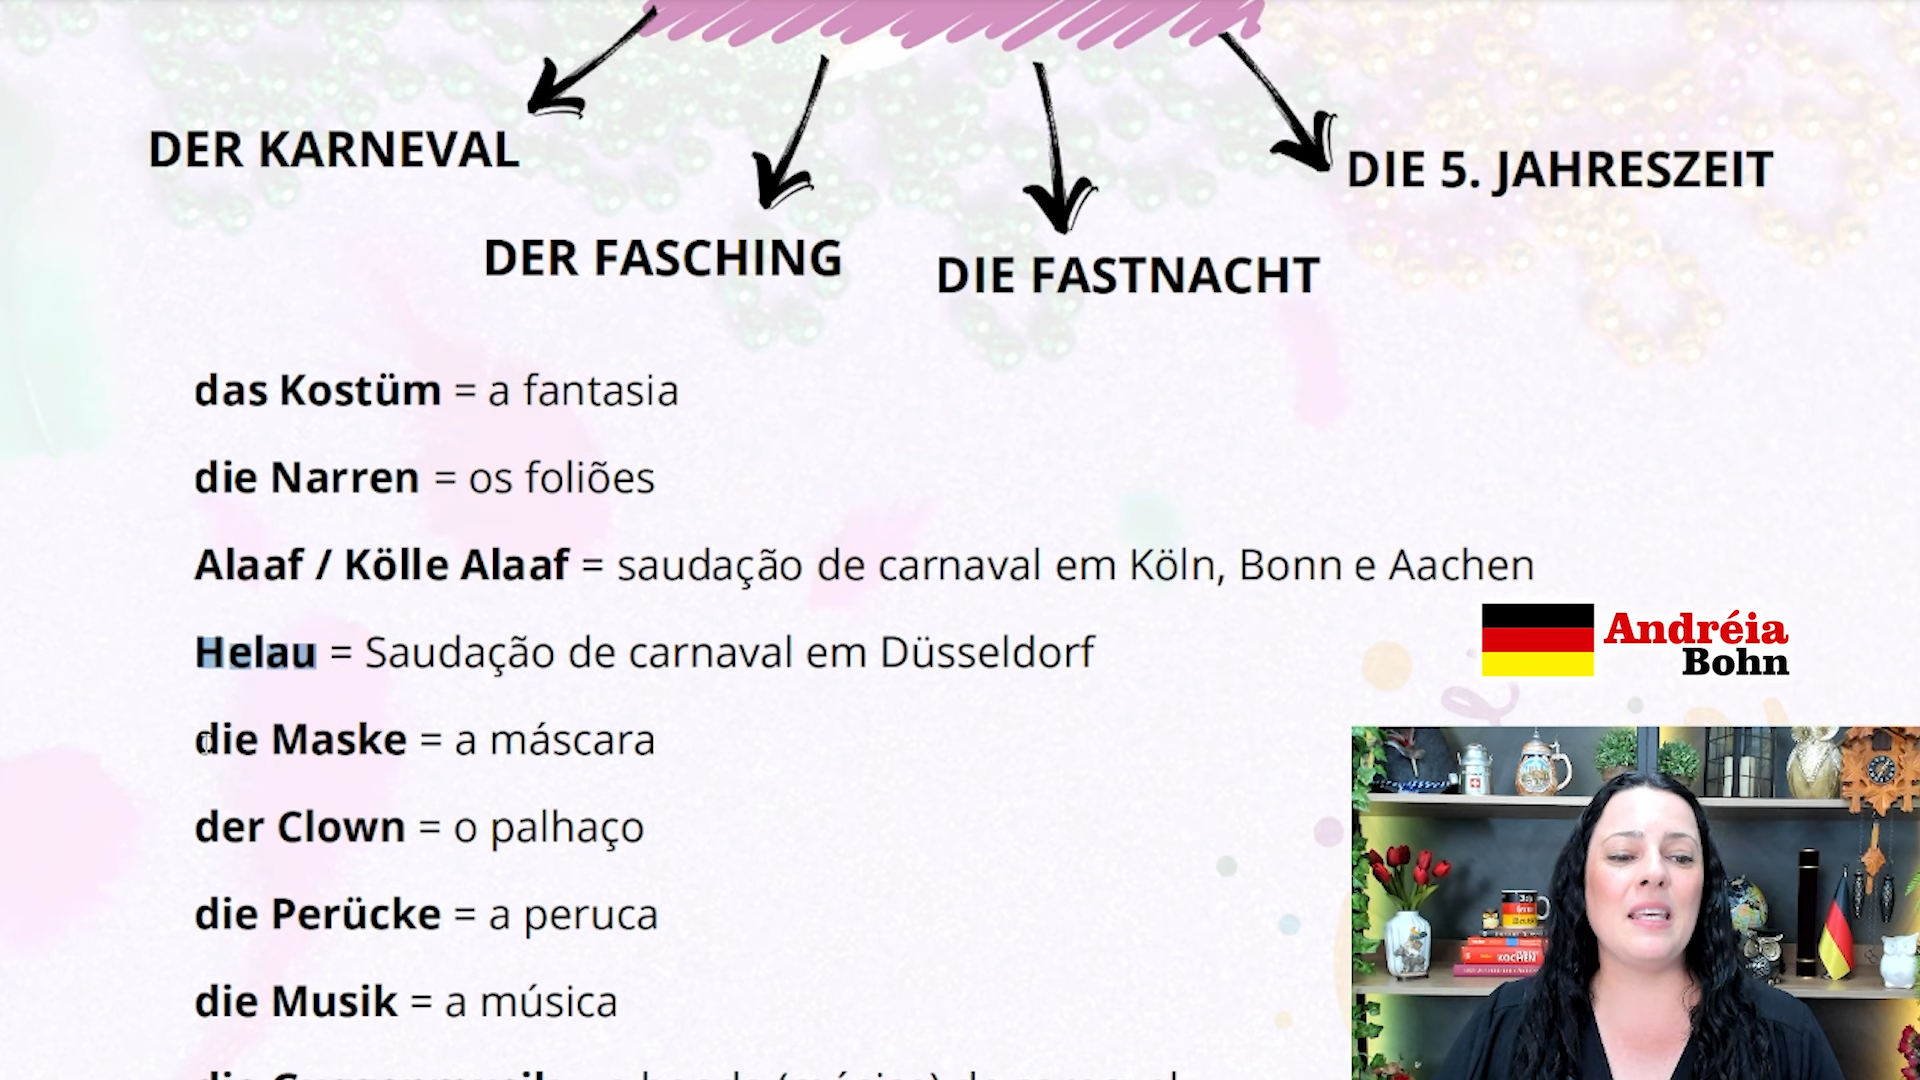 DER KARNEVAL
DIE 5. JAHRESZEIT
DER FASCHING
DIE FASTNACHT
das Kostüm = a fantasia
die Narren = os foliões
Alaaf / Kölle Alaaf = saudação de carnaval em Köln, Bonn e Aachen
Helau = Saudação de carnaval em Düsseldorf
Andréia
Bohn
die Maske = a máscara
der Clown = o palhaço
die Perücke = a peruca
die Musik = a música
KOCHEN